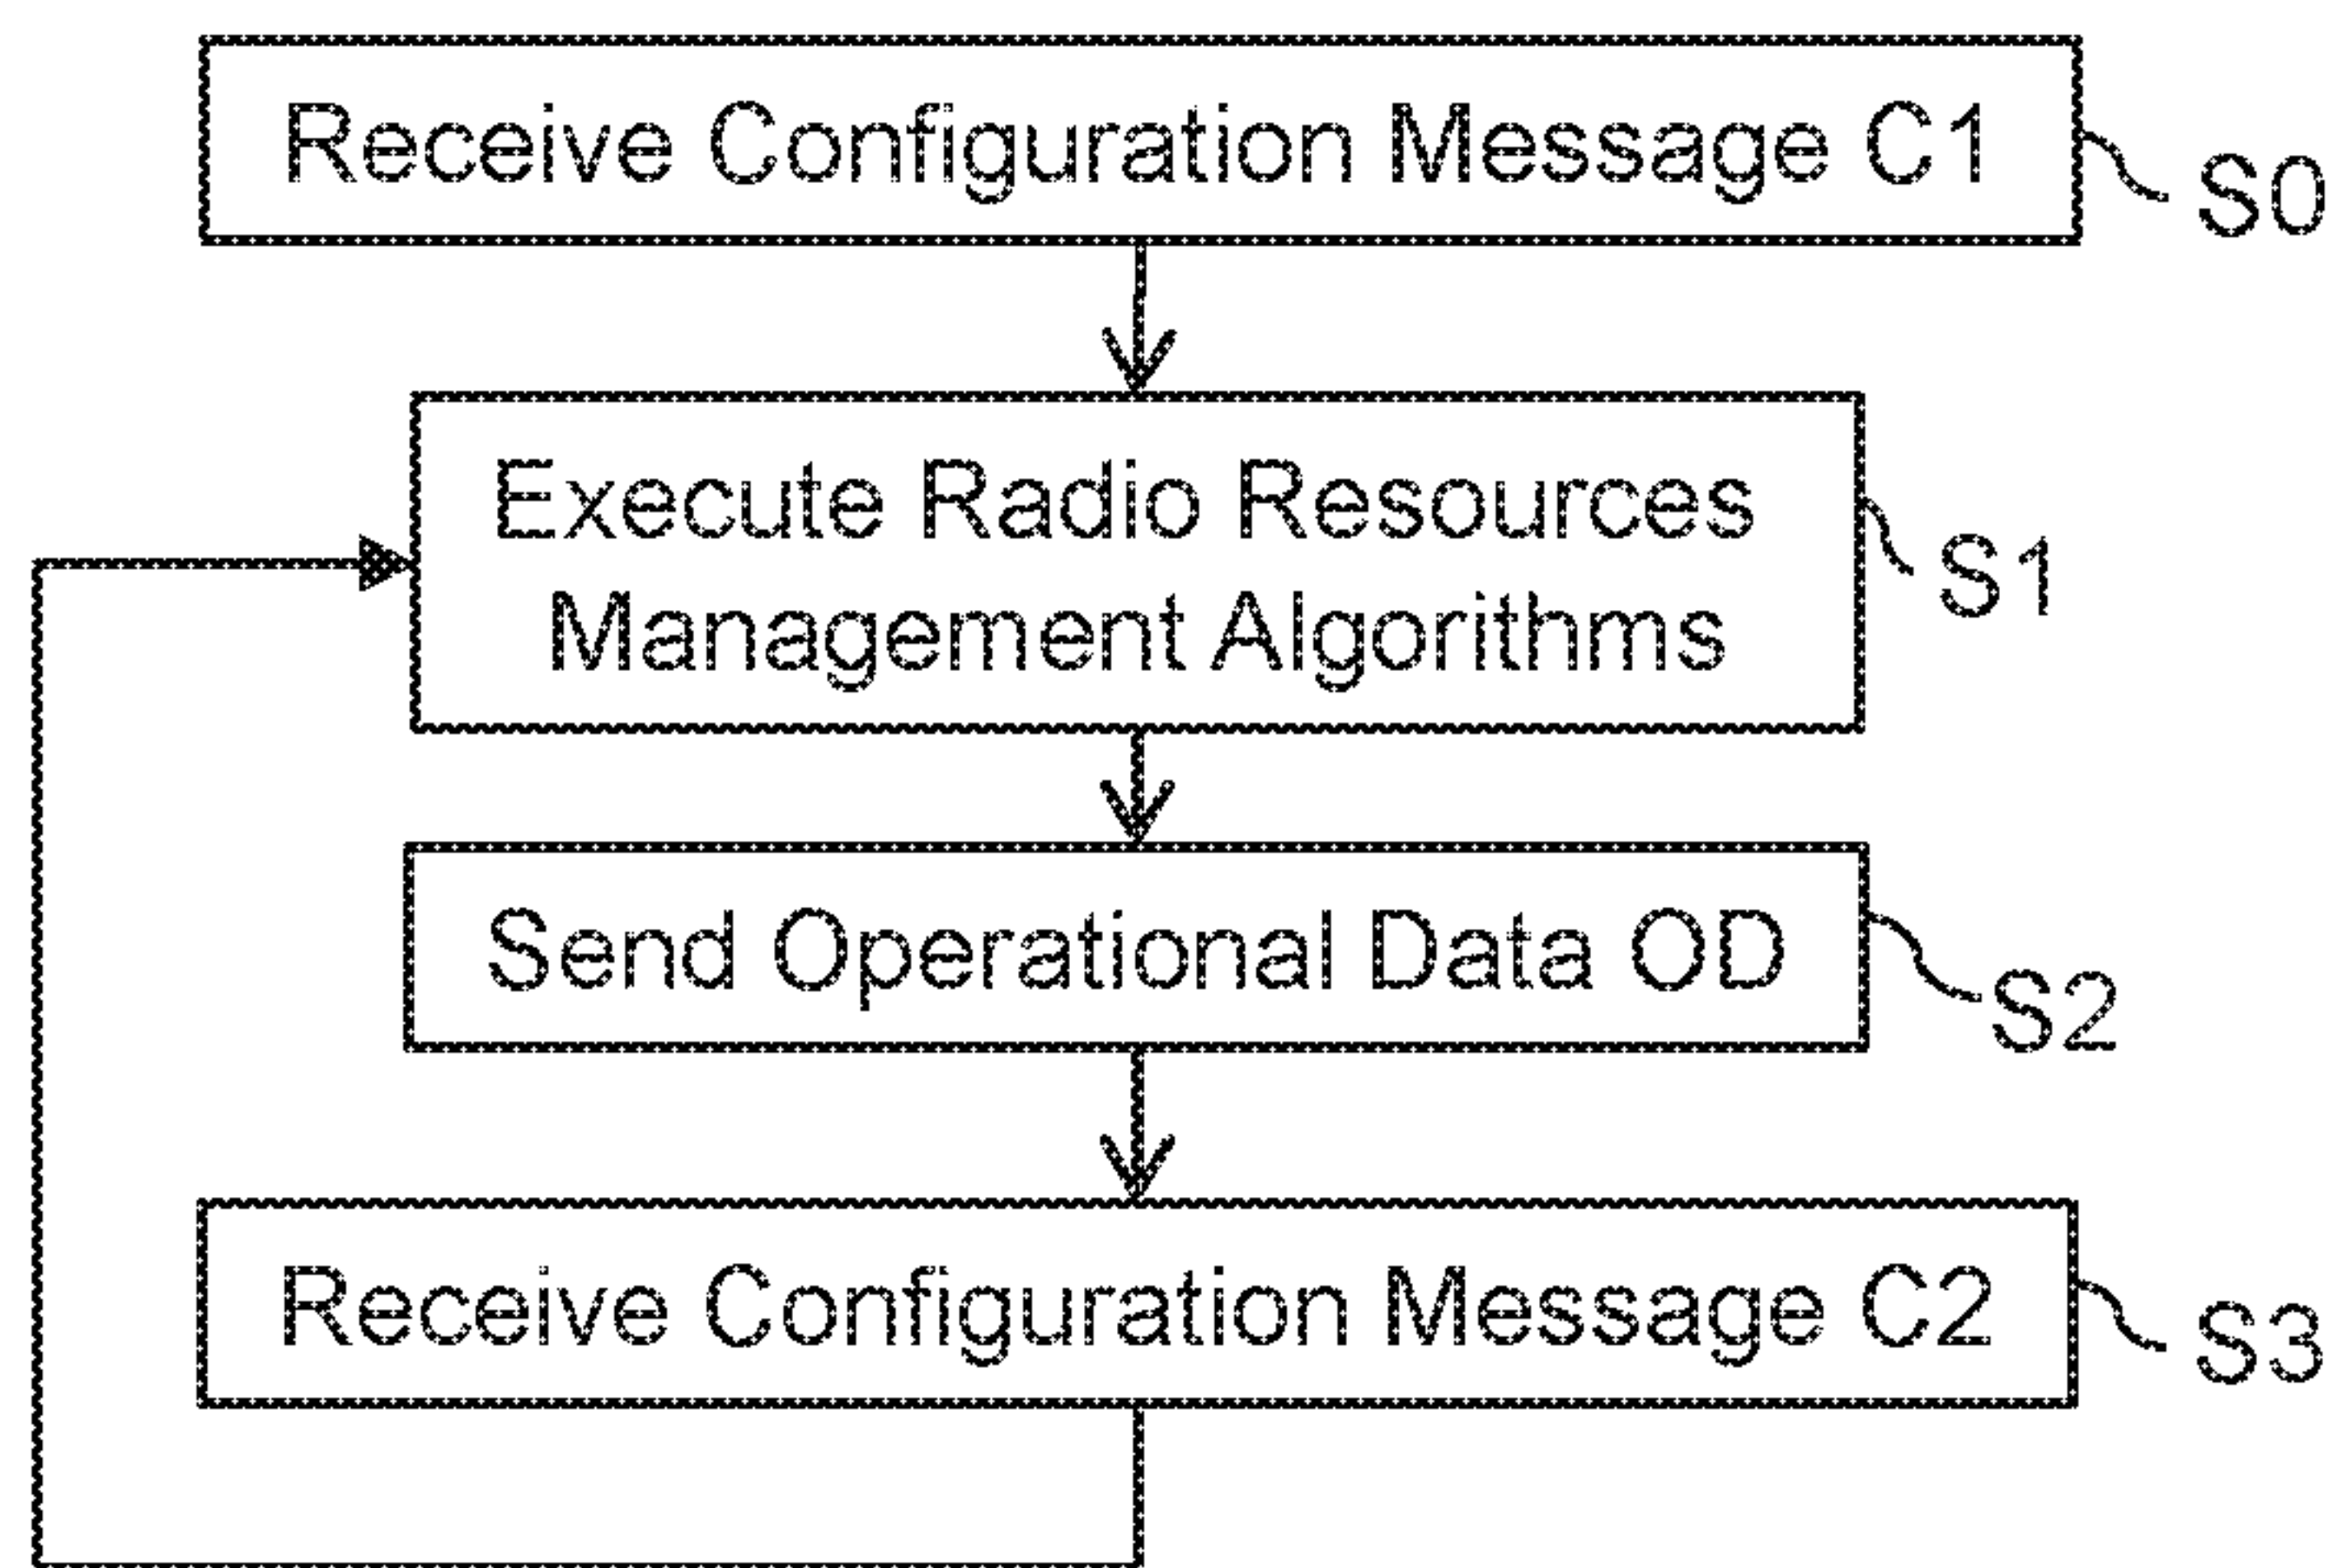 Receive Configuration Message C1
S0
Execute Radio Resources
Management Algorithms
S1
Send Operational Data OD
S2
Receive Configuration Message C2
S3